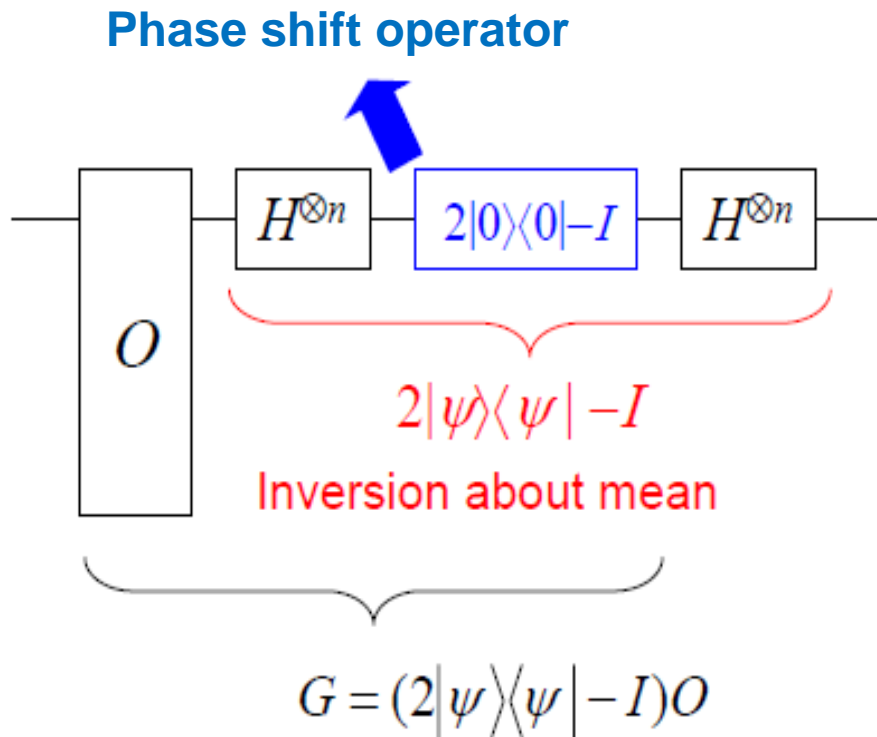 Phase shift operator
H⊗n
2|0⟩⟨0|−I
H⊗n
O
2|ψ⟩⟨ψ|−I
Inversion about mean
G=(2|ψ⟩⟨ψ|−I)O